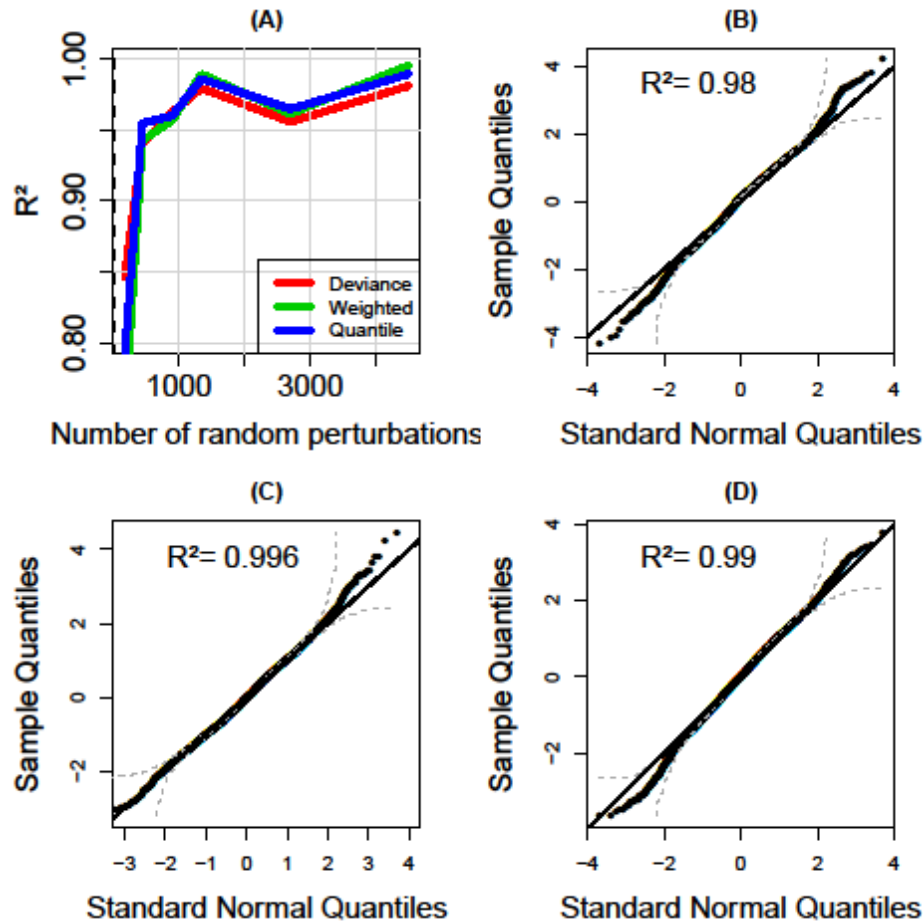 (A)
R²
1.00
0.90
0.80
Deviance
Weighted
Quantile
1000 3000
Number of random perturbations
(B)
R²= 0.98
Sample Quantiles
4
2
0
−2
−4
−4 −2 0 2 4
Standard Normal Quantiles
(C)
R²= 0.996
Sample Quantiles
4
2
0
−2
−3 −2 −1 0 1 2 3 4
Standard Normal Quantiles
(D)
R²= 0.99
Sample Quantiles
4
2
0
−2
−4 −2 0 2 4
Standard Normal Quantiles